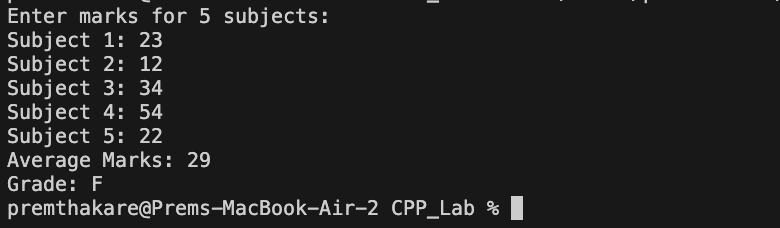 Enter marks for 5 subjects:
Subject 1: 23
Subject 2: 12
Subject 3: 34
Subject 4: 54
Subject 5: 22
Average Marks: 29
Grade: F
premthakare@Prems-MacBook-Air-2 CPP_Lab %